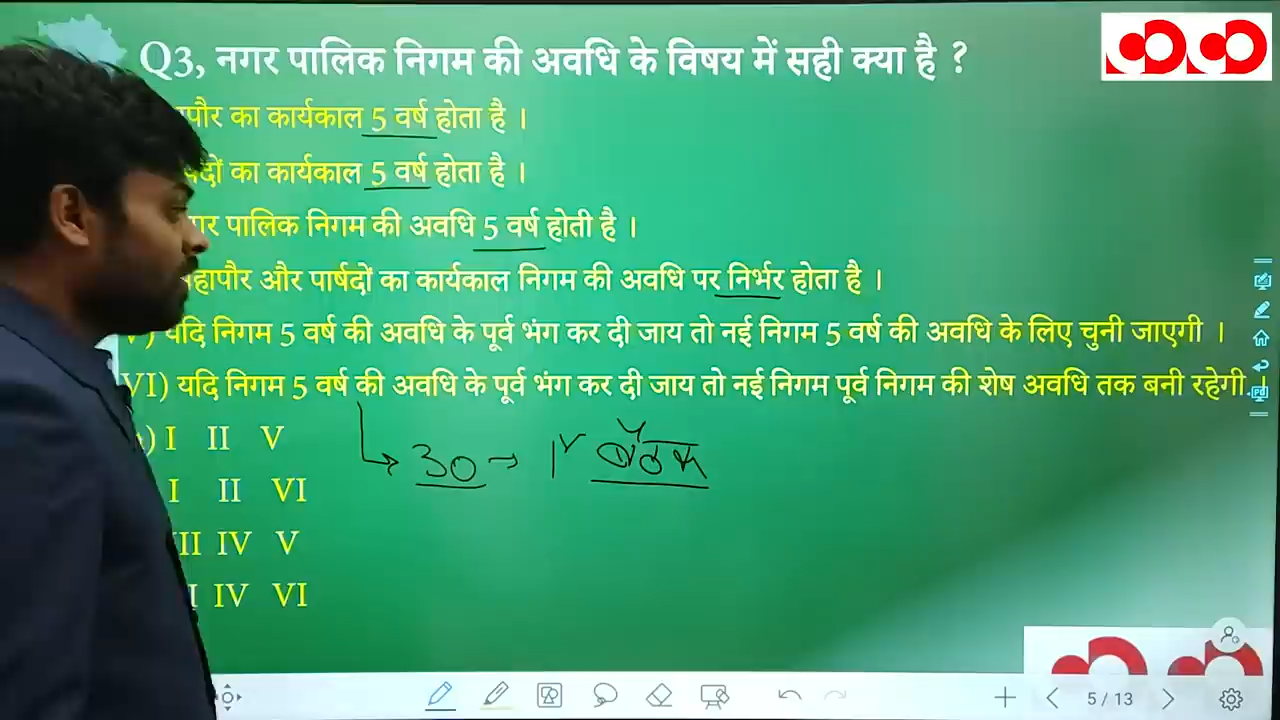 Q3, नगर पालिक निगम की अवधि के विषय में सही क्या है ?
का कार्यकाल 5 वर्ष होता है ।
का कार्यकाल 5 वर्ष होता है ।
पालिक निगम की अवधि 5 वर्ष होती है ।
और पार्षदों का कार्यकाल निगम की अवधि पर निर्भर होता है ।
यदि निगम 5 वर्ष की अवधि के पूर्व भंग कर दी जाय तो नई निगम 5 वर्ष की अवधि के लिए चुनी जाएगी ।
VI) यदि निगम 5 वर्ष की अवधि के पूर्व भंग कर दी जाय तो नई निगम पूर्व निगम की शेष अवधि तक बनी रहेगी. ।
I II V
30 → 1st बैठक
I II VI
IV V
IV VI
5 / 13